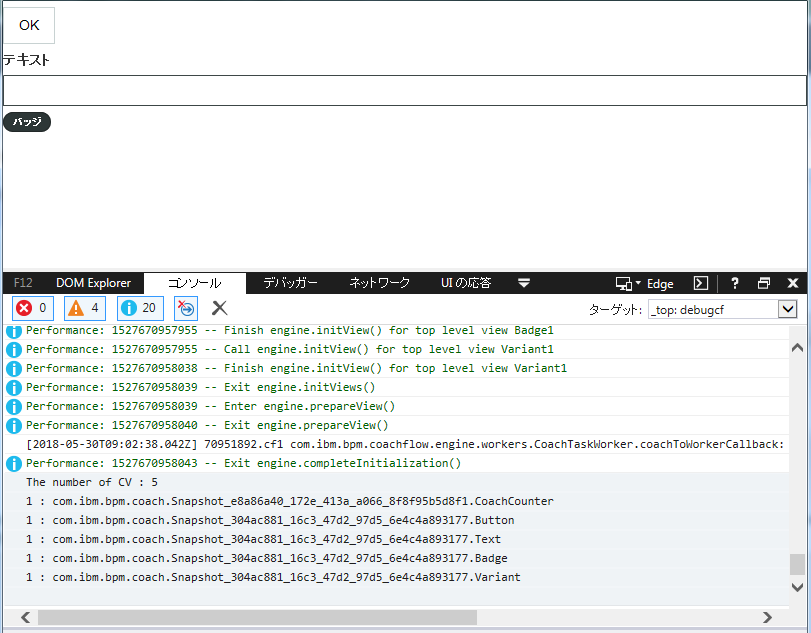 OK
テキスト
バッジ
F12 DOM Explorer コンソール デバッガー ネットワーク UI の応答 Edge ?
0 4 20 ターゲット: _top: debugcf
Performance: 1527670957955 -- Finish engine.initView() for top level view Badge1
Performance: 1527670957955 -- Call engine.initView() for top level view Variant1
Performance: 1527670958038 -- Finish engine.initView() for top level view Variant1
Performance: 1527670958039 -- Exit engine.initViews()
Performance: 1527670958039 -- Enter engine.prepareView()
Performance: 1527670958040 -- Exit engine.prepareView()
[2018-05-30T09:02:38.042Z] 70951892.cf1 com.ibm.bpm.coachflow.engine.workers.CoachTaskWorker.coachToWorkerCallback:
Performance: 1527670958043 -- Exit engine.completeInitialization()
The number of CV : 5
1 : com.ibm.bpm.coach.Snapshot_e8a86a40_172e_413a_a066_8f8f95b5d8f1.CoachCounter
1 : com.ibm.bpm.coach.Snapshot_304ac881_16c3_47d2_97d5_6e4c4a893177.Button
1 : com.ibm.bpm.coach.Snapshot_304ac881_16c3_47d2_97d5_6e4c4a893177.Text
1 : com.ibm.bpm.coach.Snapshot_304ac881_16c3_47d2_97d5_6e4c4a893177.Badge
1 : com.ibm.bpm.coach.Snapshot_304ac881_16c3_47d2_97d5_6e4c4a893177.Variant